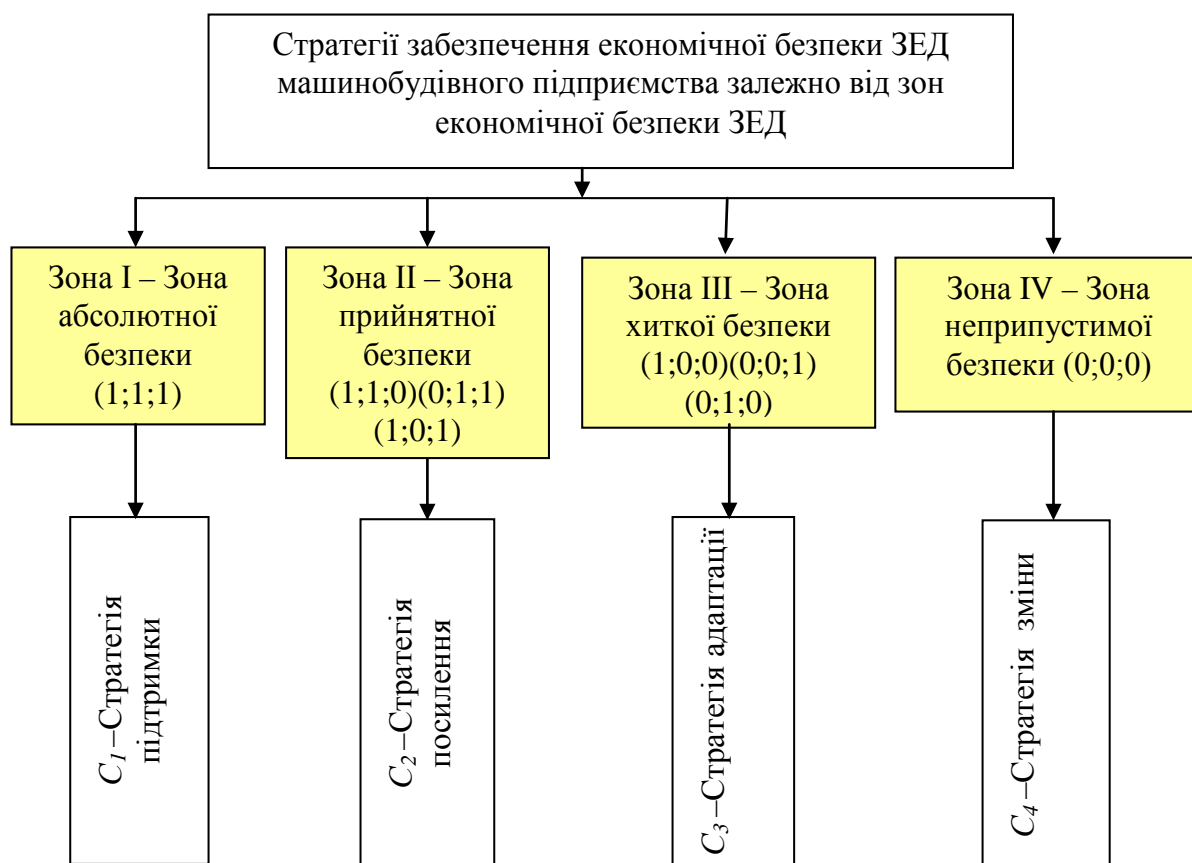 Стратегії забезпечення економічної безпеки ЗЕД
машинобудівного підприємства залежно від зон
економічної безпеки ЗЕД
Зона I – Зона
абсолютної
безпеки
(1;1;1)
Зона II – Зона
прийнятної
безпеки
(1;1;0)(0;1;1)
(1;0;1)
Зона III – Зона
хиткої безпеки
(1;0;0)(0;0;1)
(0;1;0)
Зона IV – Зона
неприпустимої
безпеки (0;0;0)
C1–Стратегія
підтримки
C2–Стратегія
посилення
C3–Стратегія адаптації
C4–Стратегія зміни